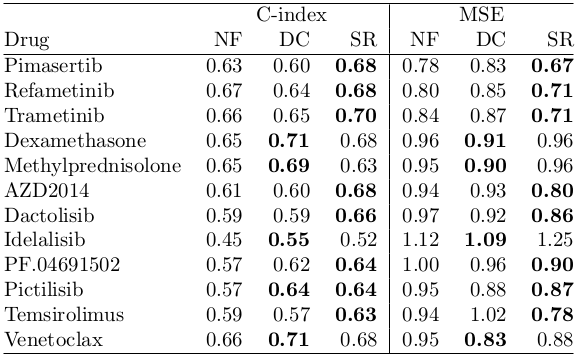 C-index MSE
Drug NF DC SR NF DC SR
Pimasertib 0.63 0.60 0.68 0.78 0.83 0.67
Refametinib 0.67 0.64 0.68 0.80 0.85 0.71
Trametinib 0.66 0.65 0.70 0.84 0.87 0.71
Dexamethasone 0.65 0.71 0.68 0.96 0.91 0.96
Methylprednisolone 0.65 0.69 0.63 0.95 0.90 0.96
AZD2014 0.61 0.60 0.68 0.94 0.93 0.80
Dactolisib 0.59 0.59 0.66 0.97 0.92 0.86
Idelalisib 0.45 0.55 0.52 1.12 1.09 1.25
PF.04691502 0.57 0.62 0.64 1.00 0.96 0.90
Pictilisib 0.57 0.64 0.64 0.95 0.88 0.87
Temsirolimus 0.59 0.57 0.63 0.94 1.02 0.78
Venetoclax 0.66 0.71 0.68 0.95 0.83 0.88